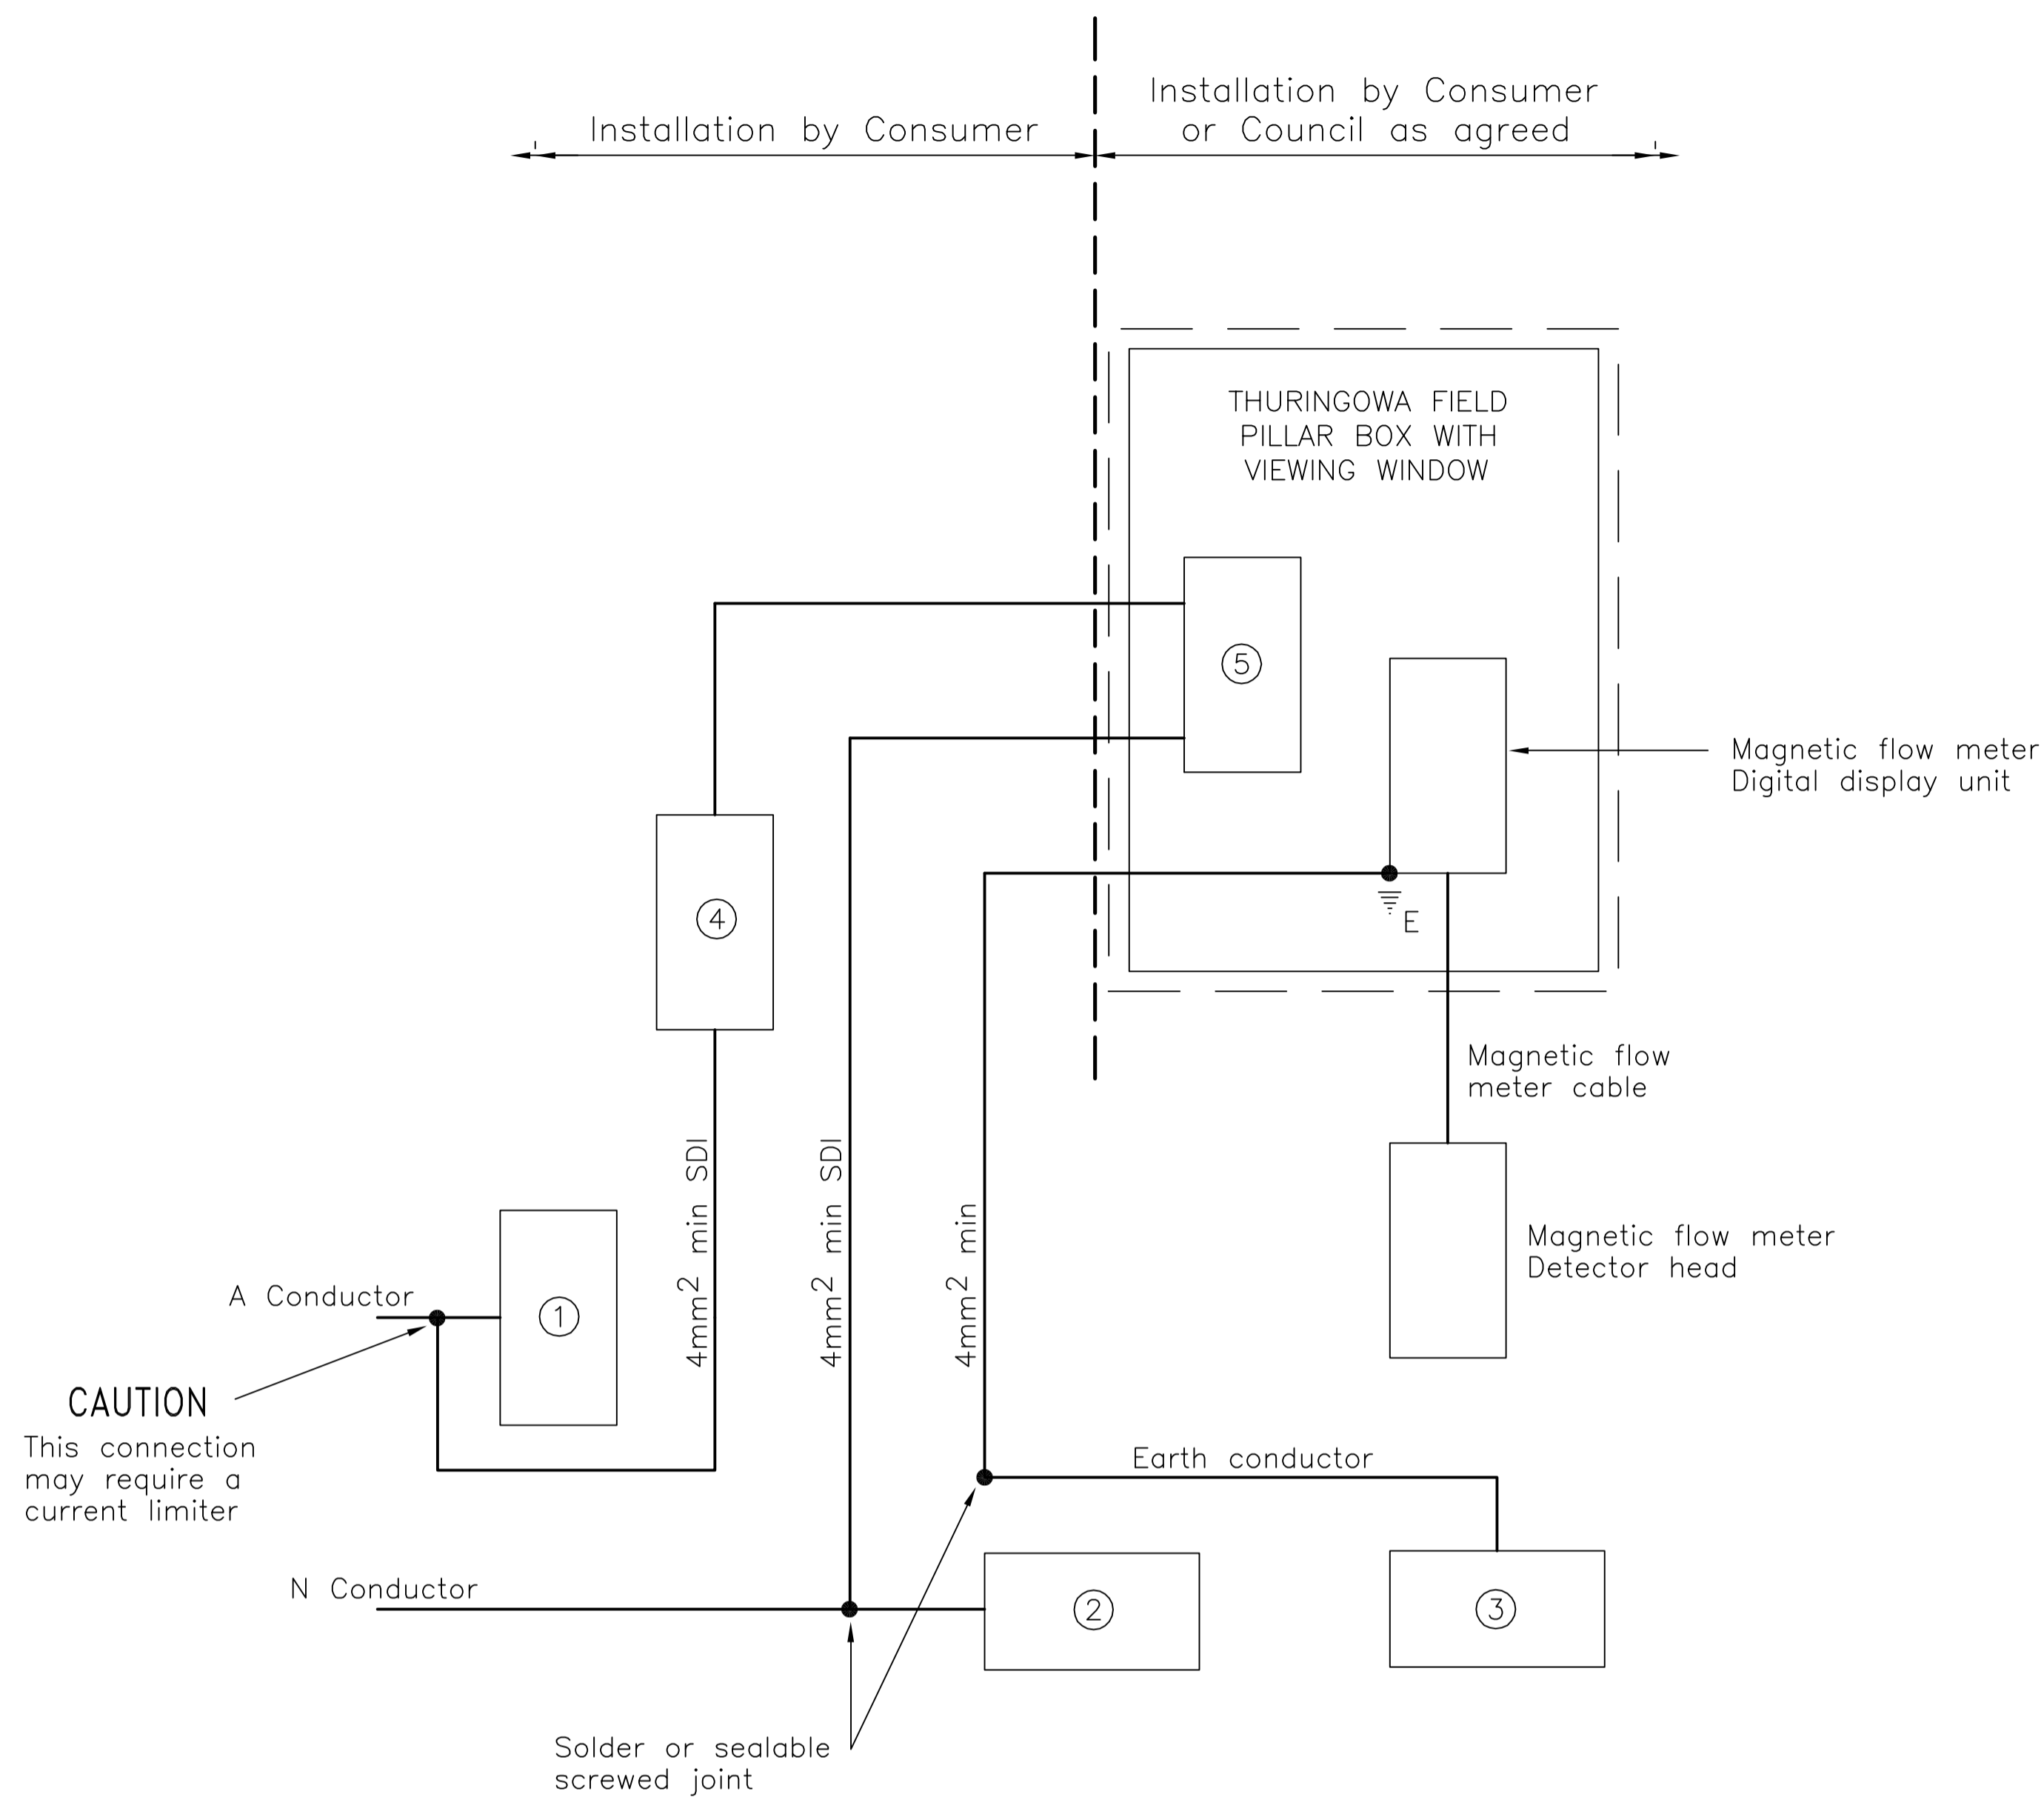 Installation by Consumer
Installation by Consumer
or Council as agreed
THURINGOWA FIELD
PILLAR BOX WITH
VIEWING WINDOW
5
Magnetic flow meter
Digital display unit
4
E
Magnetic flow
meter cable
4mm2 min SDI
4mm2 min SDI
4mm2 min
Magnetic flow meter
Detector head
A Conductor
1
CAUTION
This connection
may require a
current limiter
Earth conductor
N Conductor
2
3
Solder or sealable
screwed joint